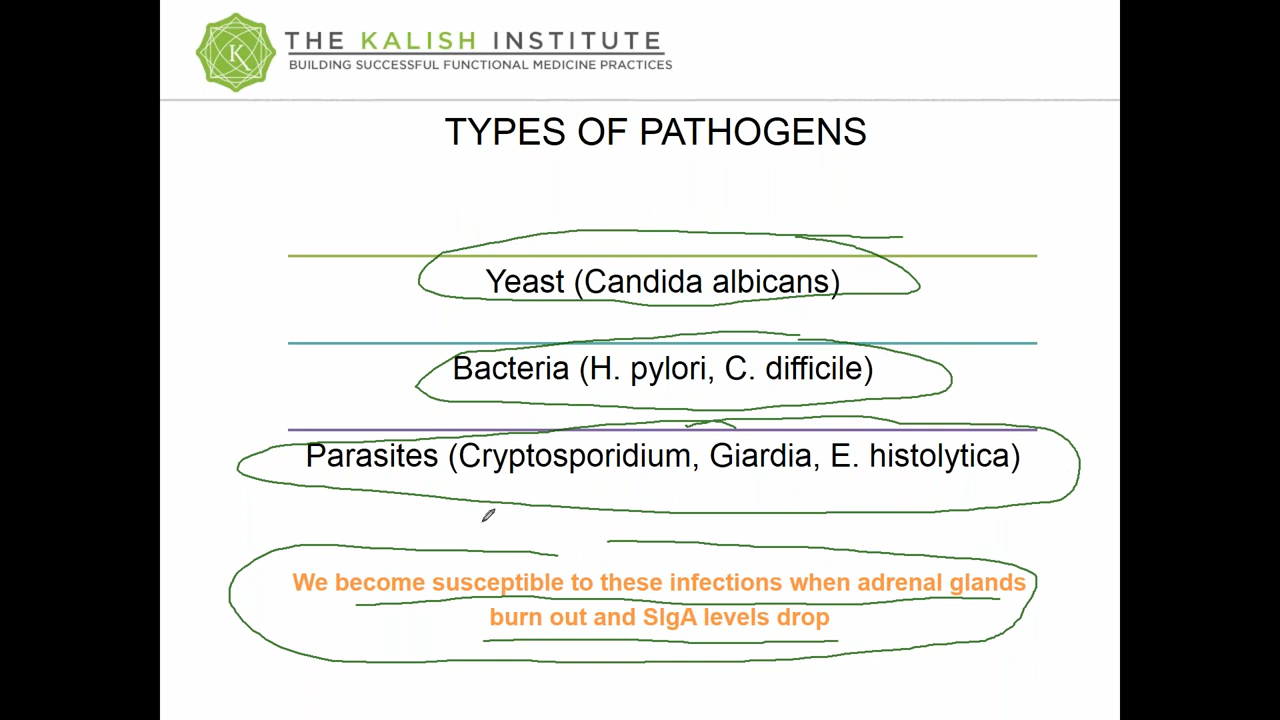 THE KALISH INSTITUTE
BUILDING SUCCESSFUL FUNCTIONAL MEDICINE PRACTICES
K
TYPES OF PATHOGENS
Yeast (Candida albicans)
Bacteria (H. pylori, C. difficile)
Parasites (Cryptosporidium, Giardia, E. histolytica)
We become susceptible to these infections when adrenal glands
burn out and SIgA levels drop